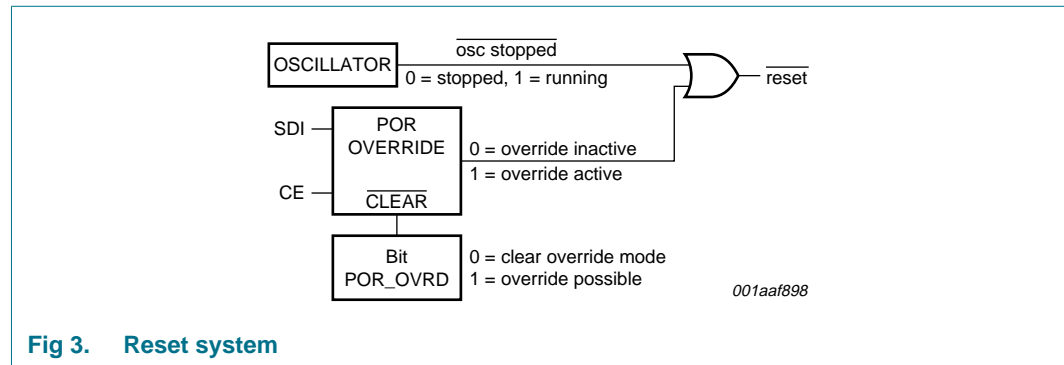 osc stopped
OSCILLATOR
0 = stopped, 1 = running
reset
SDI
POR
OVERRIDE
0 = override inactive
1 = override active
CE
CLEAR
Bit
POR_OVRD
0 = clear override mode
1 = override possible
001aaf898
Fig 3. Reset system